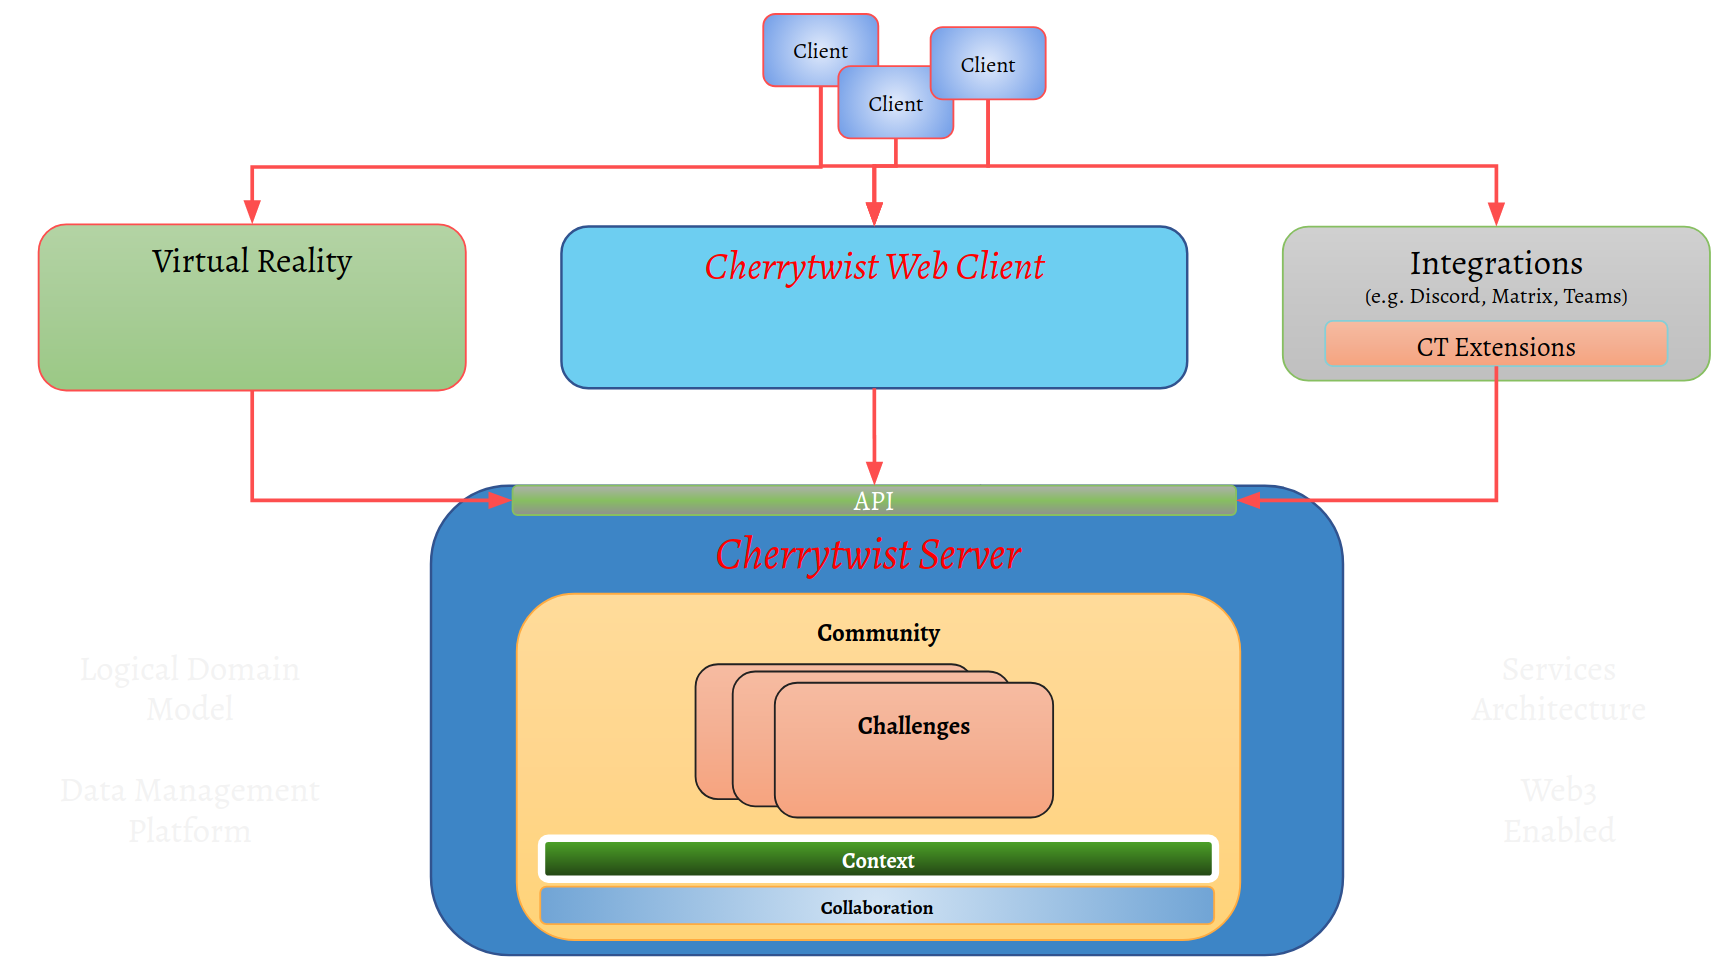 Client
Client
Client
Virtual Reality
Cherrytwist Web Client
Integrations
(e.g. Discord, Matrix, Teams)
CT Extensions
API
Cherrytwist Server
Community
Challenges
Context
Collaboration
Logical Domain
Model
Data Management
Platform
Services
Architecture
Web3
Enabled